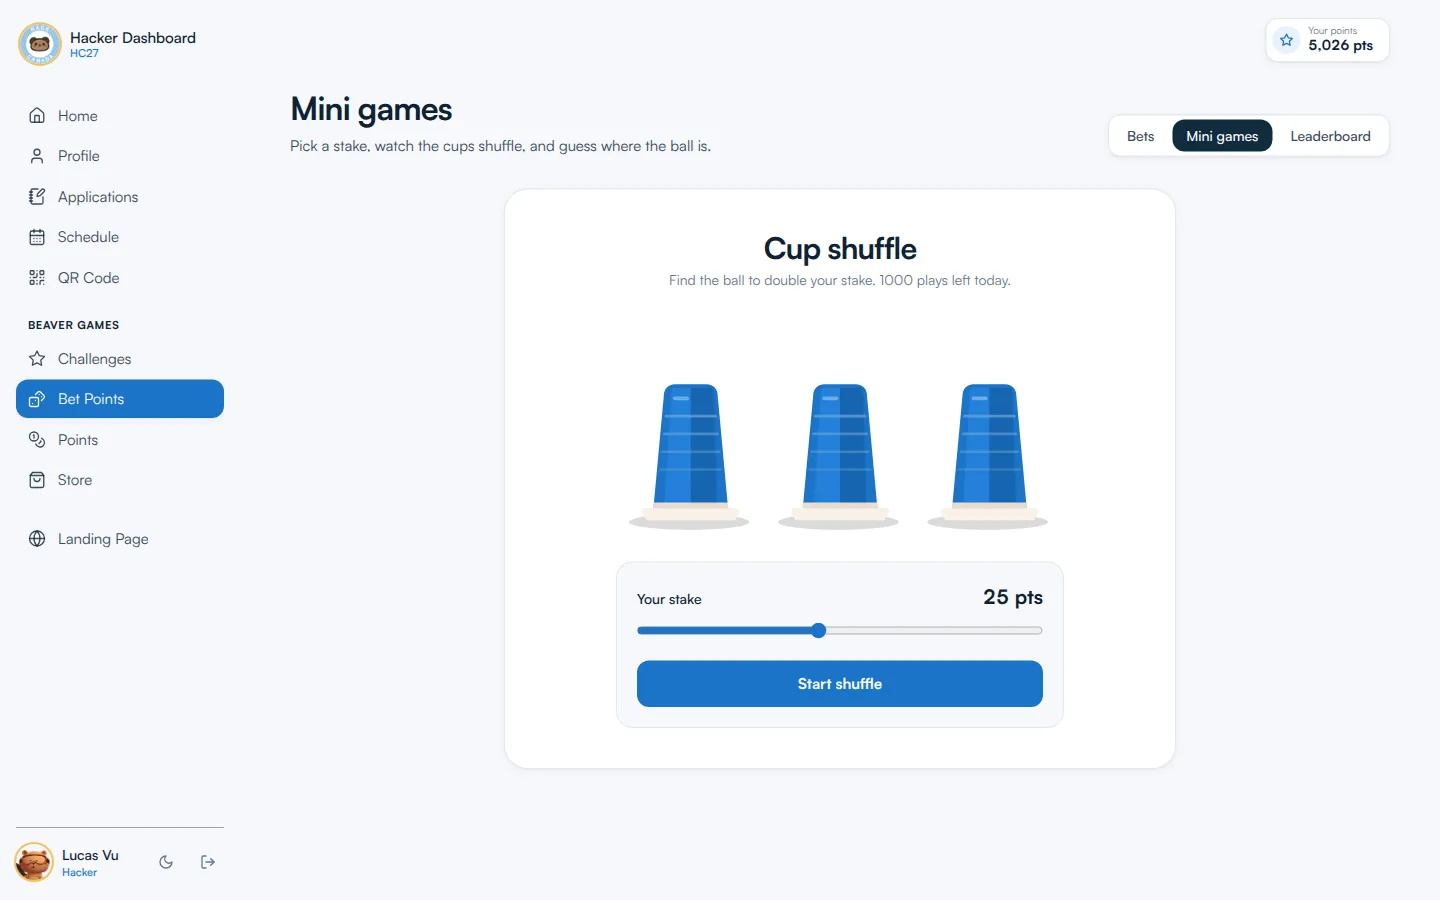 Hacker Dashboard
HC27
Your points
5,026 pts
Home
Profile
Applications
Schedule
QR Code
BEAVER GAMES
Challenges
Bet Points
Points
Store
Landing Page
Lucas Vu
Hacker
Mini games
Pick a stake, watch the cups shuffle, and guess where the ball is.
Bets
Mini games
Leaderboard
Cup shuffle
Find the ball to double your stake. 1000 plays left today.
Your stake
25 pts
Start shuffle